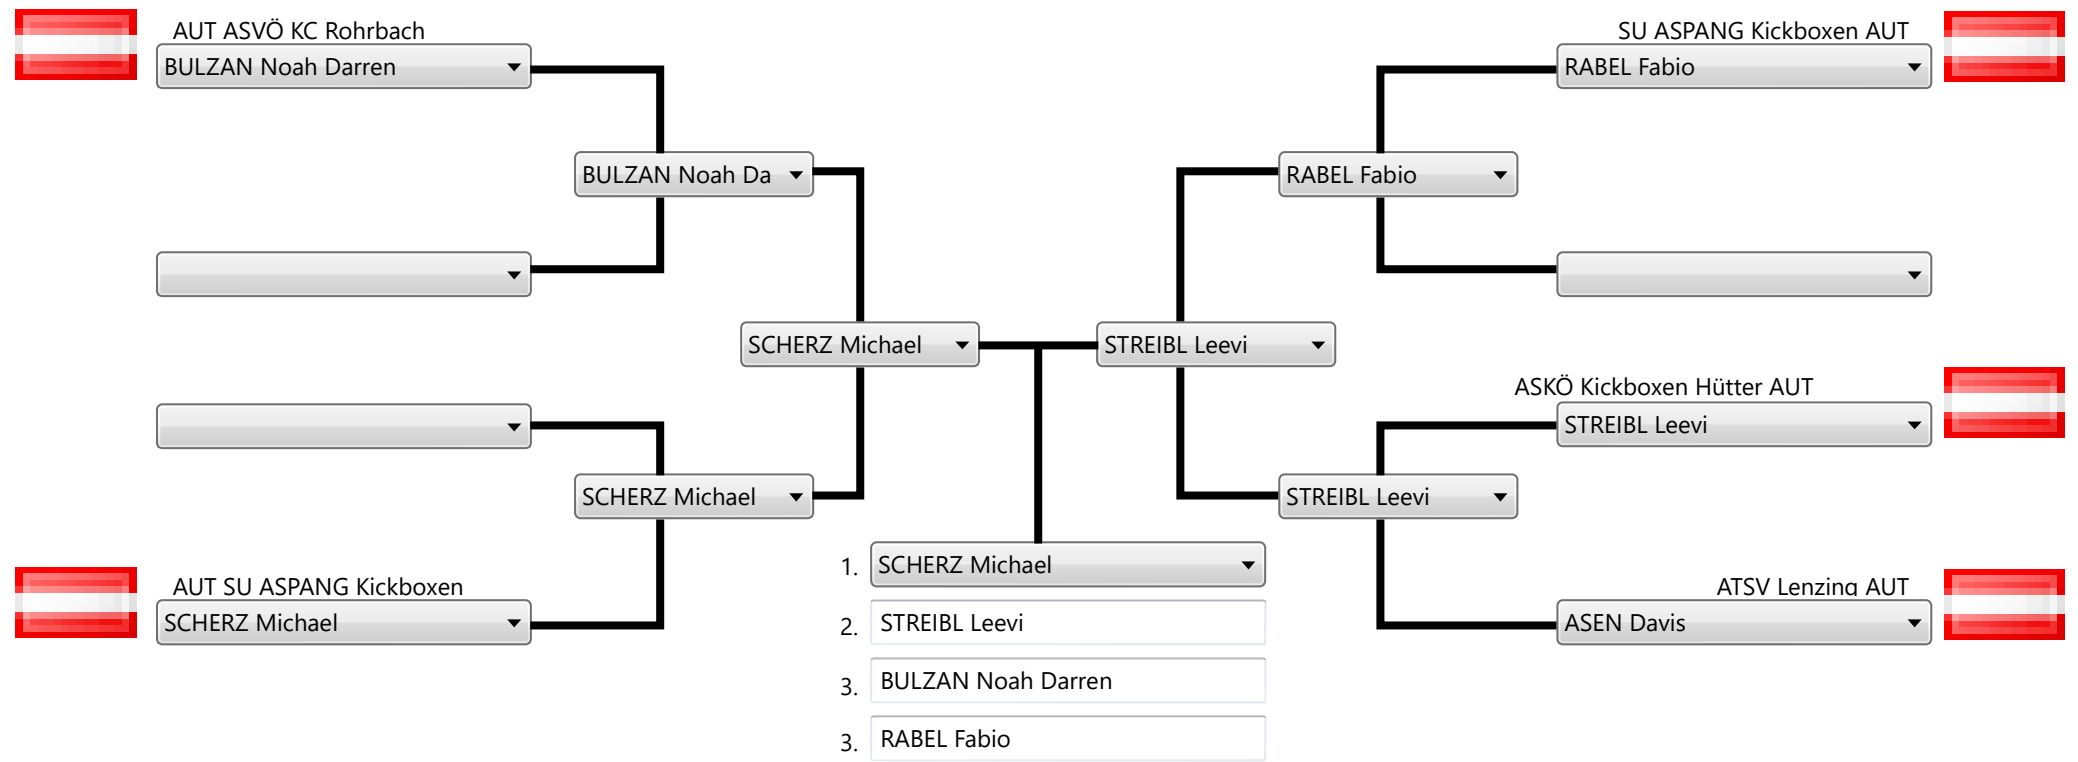 AUT ASVÖ KC Rohrbach
BULZAN Noah Darren
SU ASPANG Kickboxen AUT
RABEL Fabio
BULZAN Noah Da
RABEL Fabio
SCHERZ Michael
STREIBL Leevi
ASKÖ Kickboxen Hütter AUT
STREIBL Leevi
SCHERZ Michael
STREIBL Leevi
AUT SU ASPANG Kickboxen
SCHERZ Michael
ATSV Lenzing AUT
ASEN Davis
1. SCHERZ Michael
2. STREIBL Leevi
3. BULZAN Noah Darren
3. RABEL Fabio